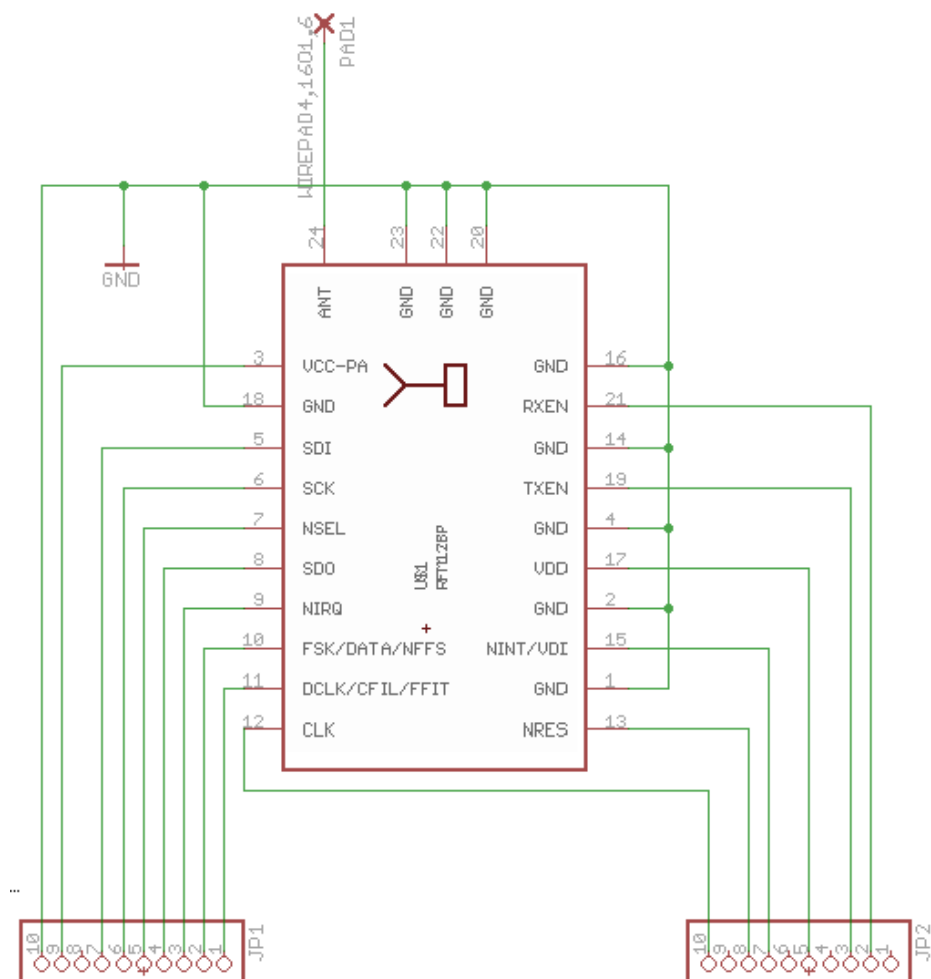 WIREPAD4,16O1,6
PAD1
24
23
22
20
GND
ANT
GND
GND
GND
3
VCC-PA
GND
16
18
GND
RXEN
21
5
SDI
GND
14
6
SCK
TXEN
19
7
NSEL
GND
4
8
SDO
VDD
17
9
NIRQ
GND
2
10
FSK/DATA/NFFS
NINT/VDI
15
11
DCLK/CFIL/FFIT
GND
1
12
CLK
NRES
13
U$1
RFM12BP
...
10
9
8
7
6
5
4
3
2
1
JP1
10
9
8
7
6
5
4
3
2
1
JP2